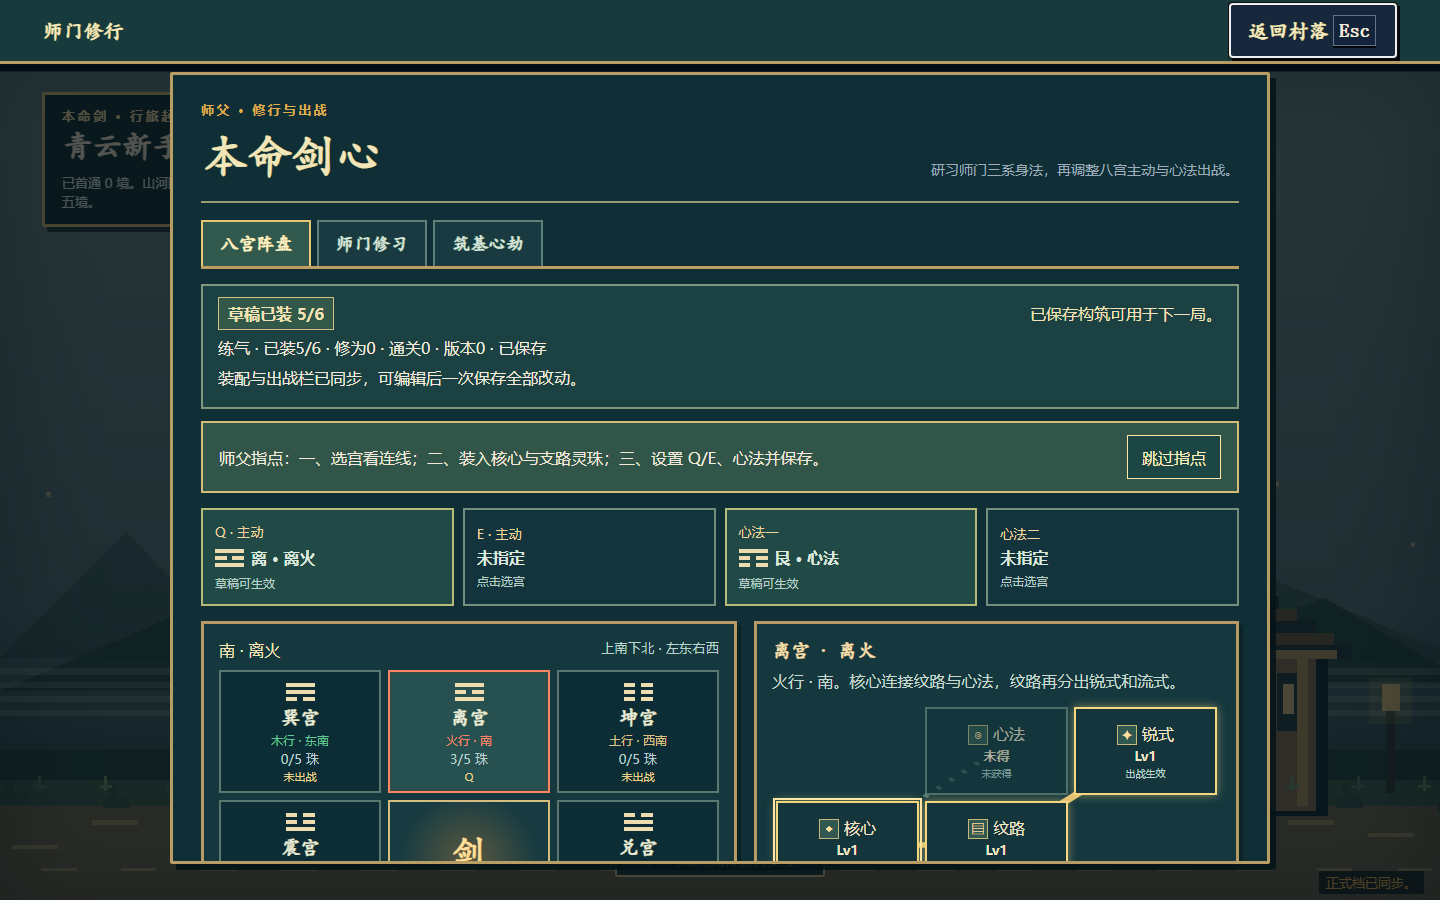 师门修行
返回村落 Esc
本命剑 · 行旅
青云新手
已首通 0 境。山河
五境。
师父 · 修行与出战
本命剑心
研习师门三系身法，再调整八宫主动与心法出战。
八宫阵盘
师门修习
筑基心劫
草稿已装 5/6
已保存构筑可用于下一局。
练气 · 已装5/6 · 修为0 · 通关0 · 版本0 · 已保存
装配与出战栏已同步，可编辑后一次保存全部改动。
师父指点：一、选宫看连线；二、装入核心与支路灵珠；三、设置 Q/E、心法并保存。
跳过指点
Q · 主动
☲ 离 · 离火
草稿可生效
E · 主动
未指定
点击选宫
心法一
☶ 艮 · 心法
草稿可生效
心法二
未指定
点击选宫
南 · 离火
上南下北 · 左东右西
☴
巽宫
木行 · 东南
0/5 珠
未出战
☲
离宫
火行 · 南
3/5 珠
Q
☷
坤宫
土行 · 西南
0/5 珠
未出战
震宫
剑
兑宫
离宫 · 离火
火行 · 南。核心连接纹路与心法，纹路再分出锐式和流式。
心法
未得
未获得
锐式
Lv1
出战生效
核心
Lv1
纹路
Lv1
正式档已同步。